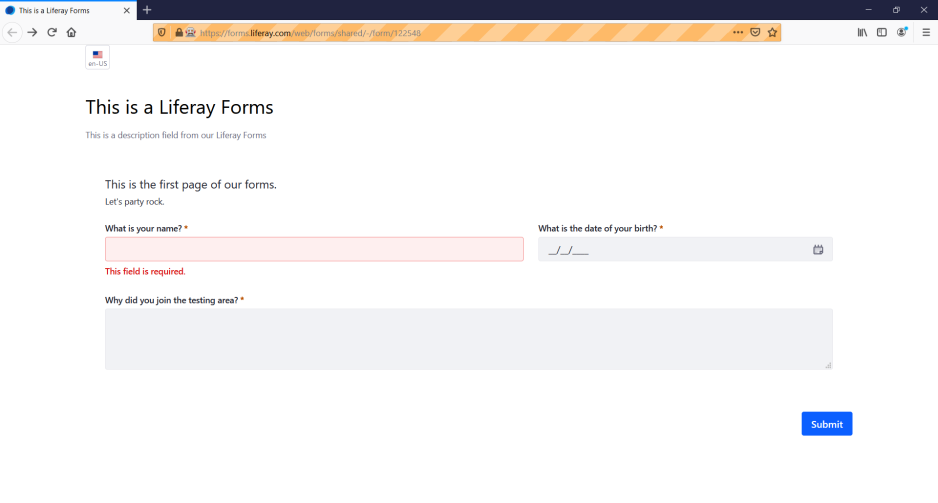 This is a Liferay Forms
https://forms.liferay.com/web/forms/shared/-/form/122548
en-US
This is a Liferay Forms
This is a description field from our Liferay Forms
This is the first page of our forms.
Let's party rock.
What is your name? *
What is the date of your birth? *
__/__/____
This field is required.
Why did you join the testing area? *
Submit